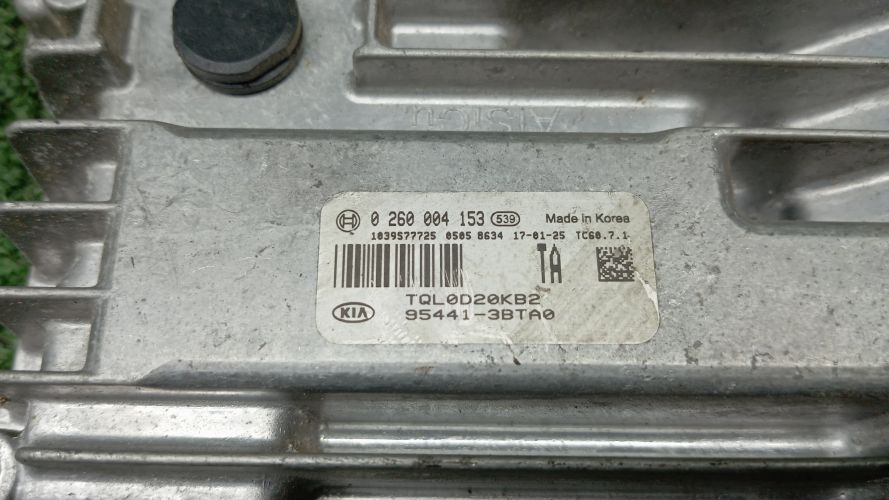 0 260 004 153 539 Made in Korea
1039S77725 0505 8634 17-01-25 TC60.7.1
TA
TQL0D20KB2
KIA
95441-3BTA0